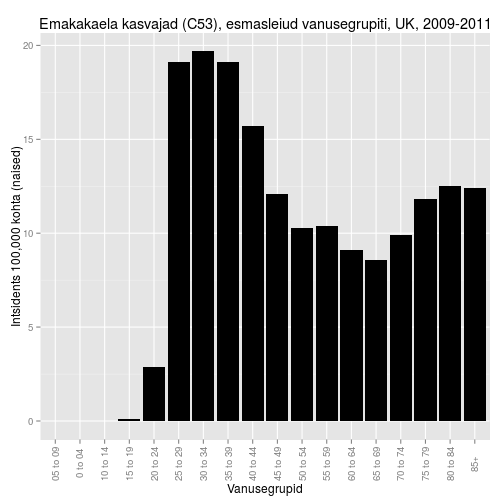 Emakakaela kasvajad (C53), esmasleiud vanusegrupiti, UK, 2009-2011
Intsidents 100,000 kohta (naised)
20
15
10
5
0
05 to 09
0 to 04
10 to 14
15 to 19
20 to 24
25 to 29
30 to 34
35 to 39
40 to 44
45 to 49
50 to 54
55 to 59
60 to 64
65 to 69
70 to 74
75 to 79
80 to 84
85+
Vanusegrupid